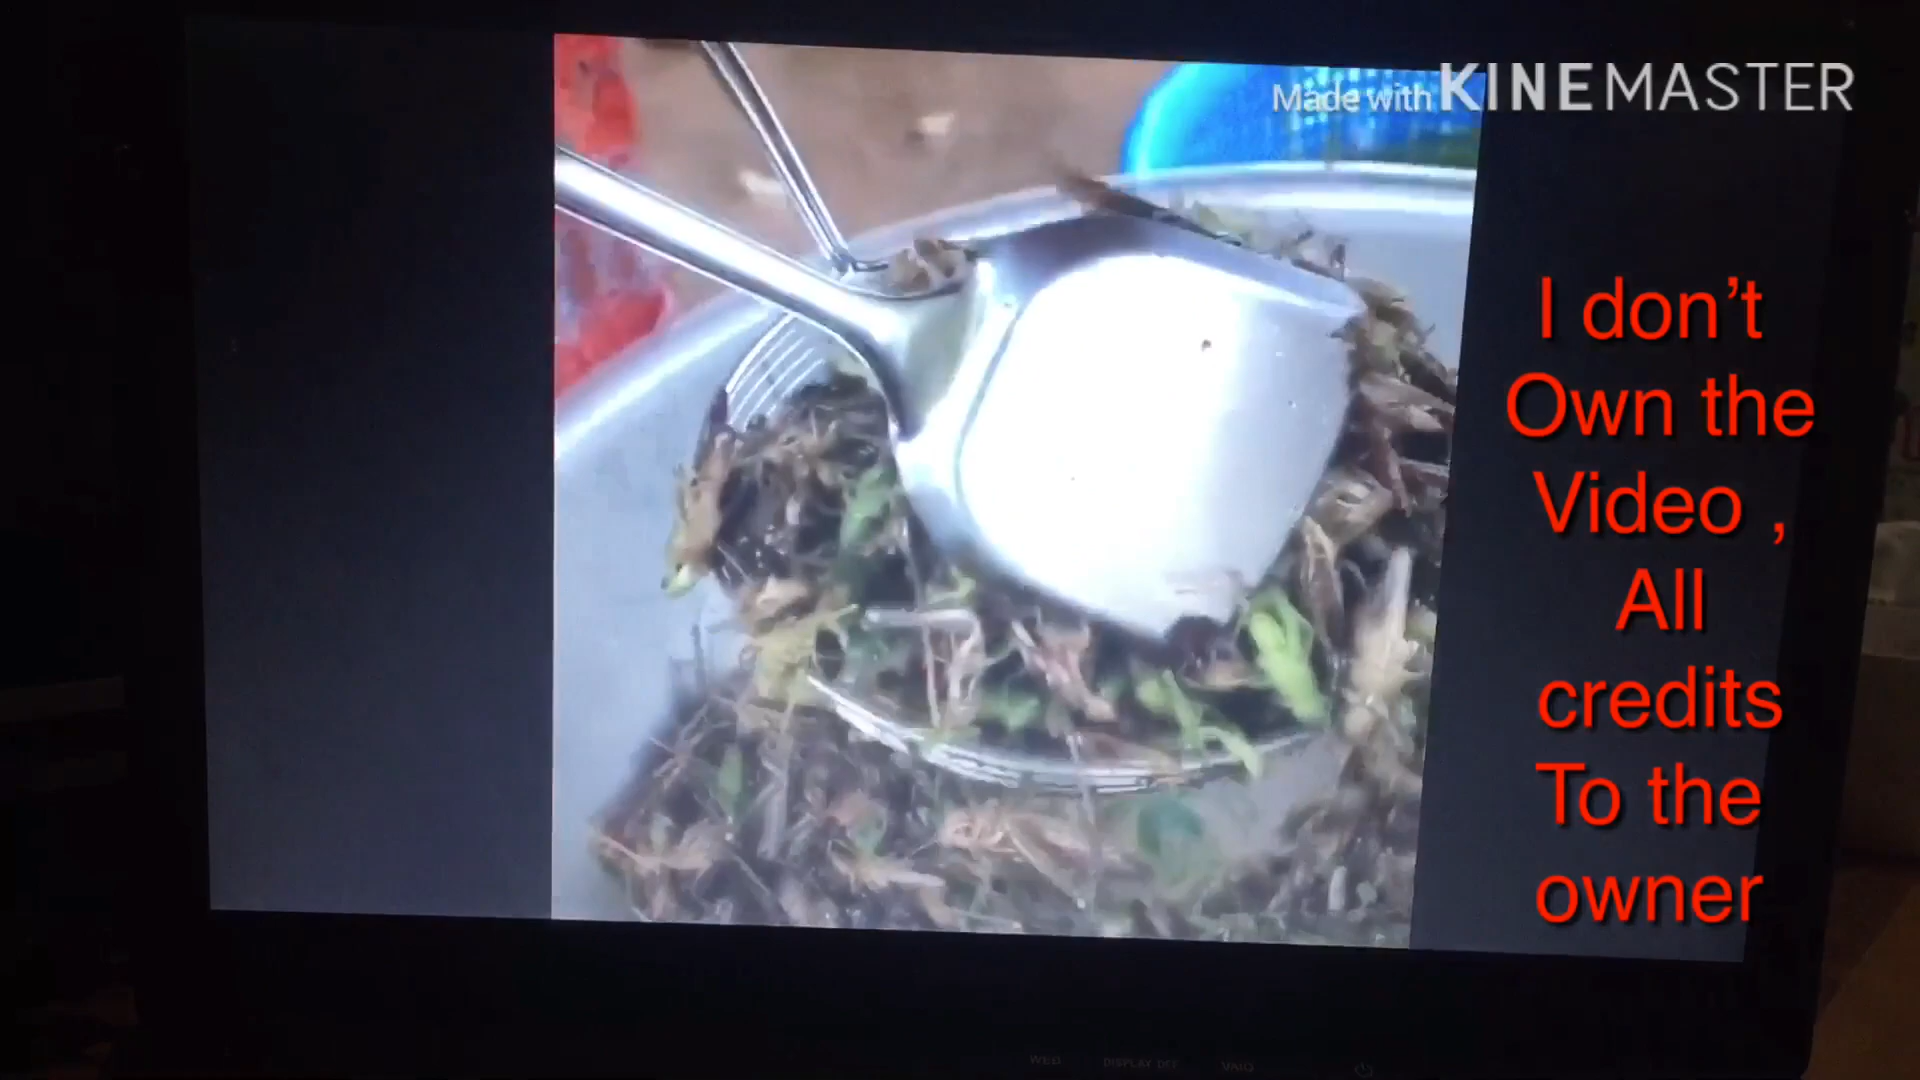 Made with KINEMASTER
I don't
Own the
Video ,
All
credits
To the
owner